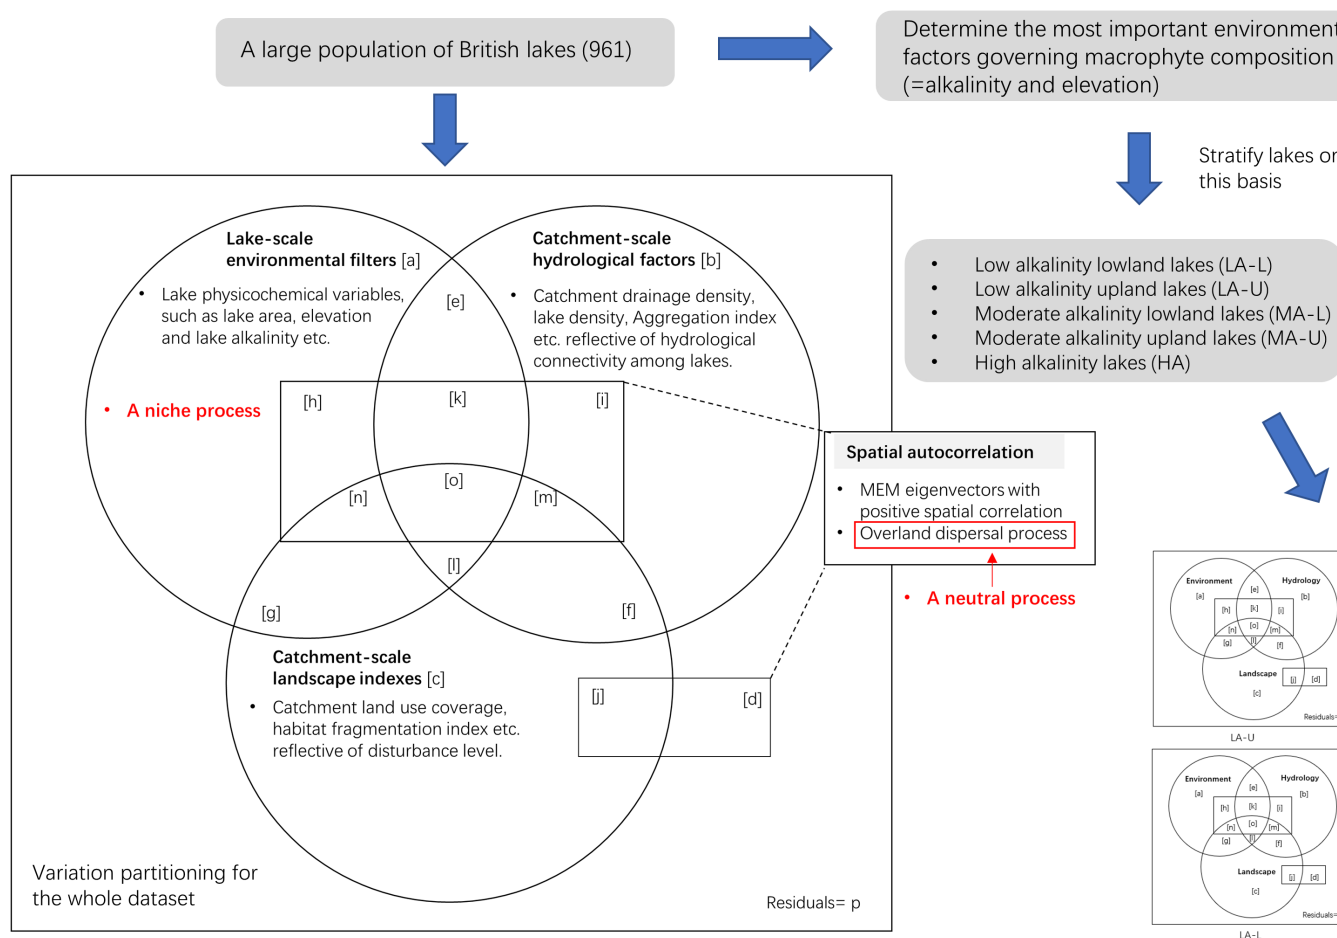 A large population of British lakes (961)
Determine the most important environment
factors governing macrophyte composition
(=alkalinity and elevation)
Stratify lakes or
this basis
• Low alkalinity lowland lakes (LA-L)
• Low alkalinity upland lakes (LA-U)
• Moderate alkalinity lowland lakes (MA-L)
• Moderate alkalinity upland lakes (MA-U)
• High alkalinity lakes (HA)
Lake-scale
environmental filters [a]
• Lake physicochemical variables,
such as lake area, elevation
and lake alkalinity etc.
• A niche process
[e]
Catchment-scale
hydrological factors [b]
• Catchment drainage density,
lake density, Aggregation index
etc. reflective of hydrological
connectivity among lakes.
[h]
[k]
[i]
[n]
[o]
[m]
[l]
[g]
[f]
Catchment-scale
landscape indexes [c]
• Catchment land use coverage,
habitat fragmentation index etc.
reflective of disturbance level.
[j]
[d]
Variation partitioning for
the whole dataset
Residuals= p
Spatial autocorrelation
• MEM eigenvectors with
positive spatial correlation
• Overland dispersal process
• A neutral process
Environment
[a]
[e]
Hydrology
[b]
[h]
[k]
[i]
[n]
[o]
[m]
[g]
[l]
[f]
Landscape
[c]
[j]
[d]
Residuals=
LA-U
Environment
[a]
[e]
Hydrology
[b]
[h]
[k]
[i]
[n]
[o]
[m]
[g]
[l]
[f]
Landscape
[c]
[j]
[d]
Residuals=
LA-L